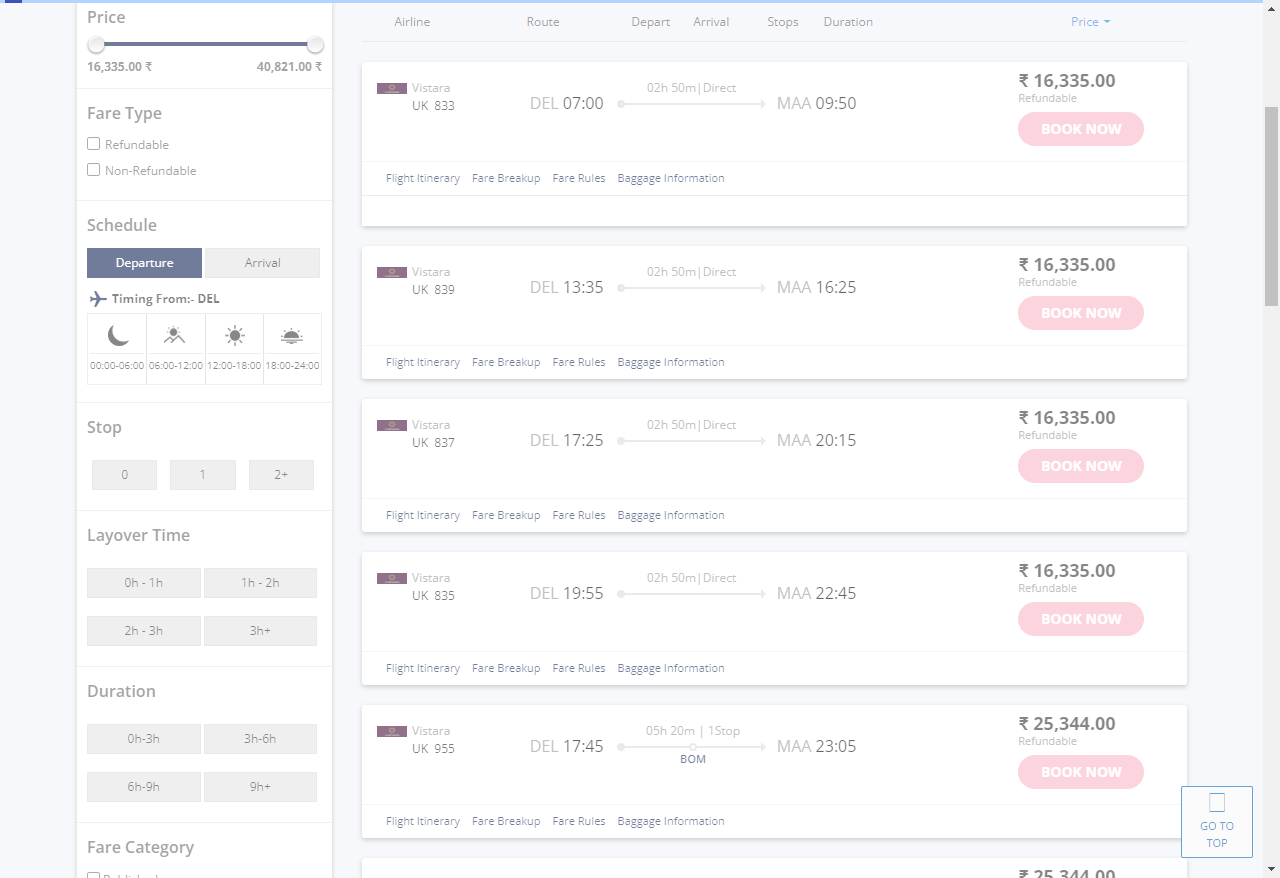 Price
16,335.00 ₹ 40,821.00 ₹
Fare Type
Refundable
Non-Refundable
Schedule
Departure Arrival
Timing From:- DEL
00:00-06:00 06:00-12:00 12:00-18:00 18:00-24:00
Stop
0 1 2+
Layover Time
0h - 1h 1h - 2h
2h - 3h 3h+
Duration
0h-3h 3h-6h
6h-9h 9h+
Fare Category
Airline Route Depart Arrival Stops Duration Price
Vistara
UK 833
DEL 07:00
02h 50m|Direct
MAA 09:50
₹ 16,335.00
Refundable
BOOK NOW
Flight Itinerary Fare Breakup Fare Rules Baggage Information
Vistara
UK 839
DEL 13:35
02h 50m|Direct
MAA 16:25
₹ 16,335.00
Refundable
BOOK NOW
Flight Itinerary Fare Breakup Fare Rules Baggage Information
Vistara
UK 837
DEL 17:25
02h 50m|Direct
MAA 20:15
₹ 16,335.00
Refundable
BOOK NOW
Flight Itinerary Fare Breakup Fare Rules Baggage Information
Vistara
UK 835
DEL 19:55
02h 50m|Direct
MAA 22:45
₹ 16,335.00
Refundable
BOOK NOW
Flight Itinerary Fare Breakup Fare Rules Baggage Information
Vistara
UK 955
DEL 17:45
05h 20m | 1Stop
BOM
MAA 23:05
₹ 25,344.00
Refundable
BOOK NOW
Flight Itinerary Fare Breakup Fare Rules Baggage Information
₹ 25,344.00
GO TO
TOP